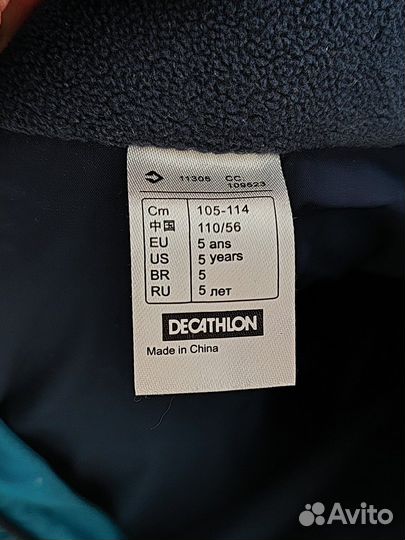 11306 CC.
109523
Cm 105-114
中国 110/56
EU 5 ans
US 5 years
BR 5
RU 5 лет
DECATHLON
Made in China
Avito